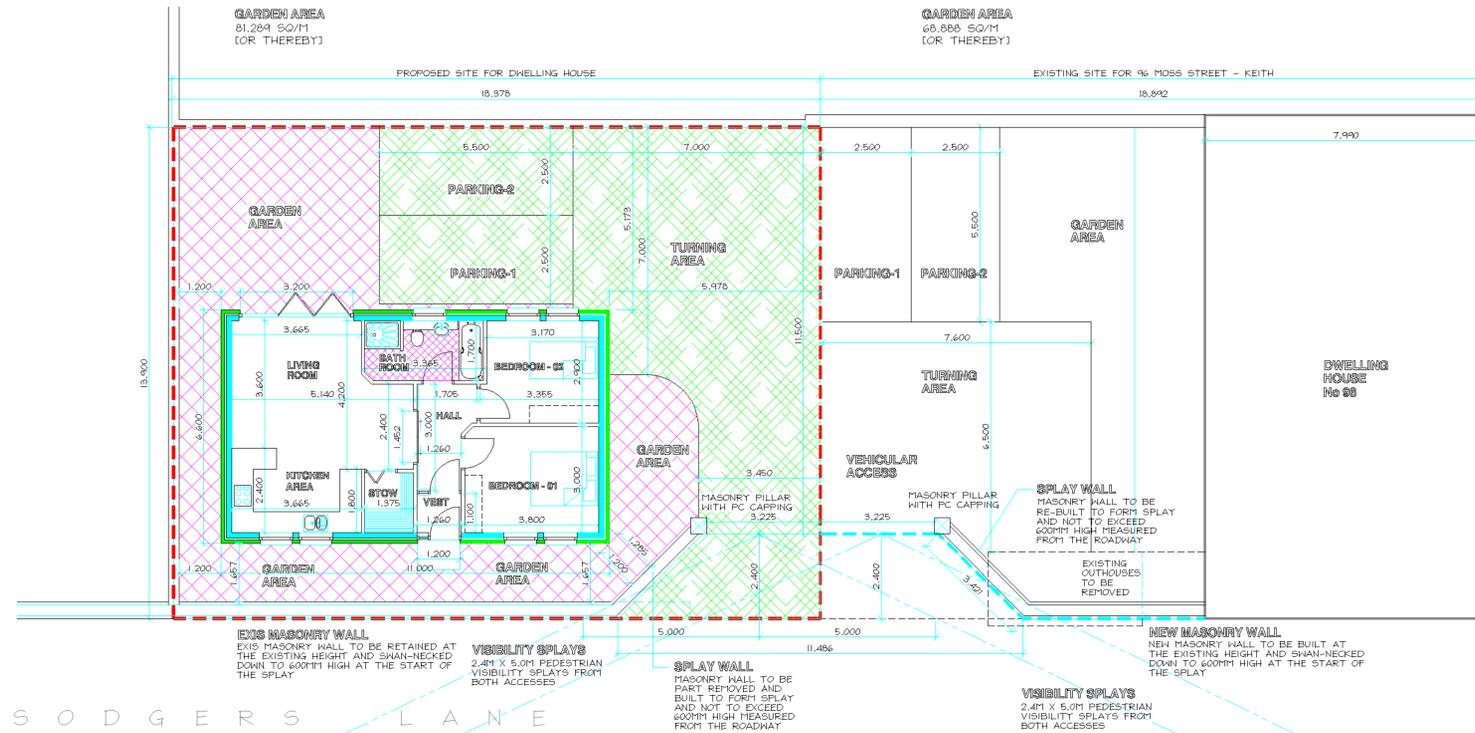 GARDEN AREA
81.289 SQ/M
[OR THEREBY]
GARDEN AREA
68.888 SQ/M
[OR THEREBY]
PROPOSED SITE FOR DWELLING HOUSE
EXISTING SITE FOR 96 MOSS STREET - KEITH
18.378
18.892
7.990
5.500
7.000
2.500
2.500
2.500
PARKING-2
GARDEN
AREA
5.173
7.000
TURNING
AREA
5.500
GARDEN
AREA
2.500
PARKING-1
PARKING-1
PARKING-2
1.200
3.200
5.978
11.500
3.665
3.170
7.600
13.900
LIVING
ROOM
BATH
ROOM
3.365
1.700
BEDROOM - 02
2.900
TURNING
AREA
DWELLING
HOUSE
No 96
3.600
4.200
5.140
1.705
3.355
6.600
2.400
1.452
3.000
HALL
1.260
6.500
GARDEN
AREA
VEHICULAR
ACCESS
KITCHEN
AREA
2.400
3.665
1.800
STOW
1.375
VEST
1.260
1.100
BEDROOM - 01
3.000
3.800
3.450
MASONRY PILLAR
WITH PC CAPPING
3.225
3.225
MASONRY PILLAR
WITH PC CAPPING
SPLAY WALL
MASONRY WALL TO BE
RE-BUILT TO FORM SPLAY
AND NOT TO EXCEED
600MM HIGH MEASURED
FROM THE ROADWAY
1.200
1.285
1.200
1.200
1.657
GARDEN
AREA
11.000
GARDEN
AREA
1.657
2.400
2.400
3.421
EXISTING
OUTHOUSES
TO BE
REMOVED
5.000
5.000
11.486
EXIS MASONRY WALL
EXIS MASONRY WALL TO BE RETAINED AT
THE EXISTING HEIGHT AND SWAN-NECKED
DOWN TO 600MM HIGH AT THE START OF
THE SPLAY
VISIBILITY SPLAYS
2.4M X 5.0M PEDESTRIAN
VISIBILITY SPLAYS FROM
BOTH ACCESSES
SPLAY WALL
MASONRY WALL TO BE
PART REMOVED AND
BUILT TO FORM SPLAY
AND NOT TO EXCEED
600MM HIGH MEASURED
FROM THE ROADWAY
NEW MASONRY WALL
NEW MASONRY WALL TO BE BUILT AT
THE EXISTING HEIGHT AND SWAN-NECKED
DOWN TO 600MM HIGH AT THE START OF
THE SPLAY
VISIBILITY SPLAYS
2.4M X 5.0M PEDESTRIAN
VISIBILITY SPLAYS FROM
BOTH ACCESSES
SODGERS LANE